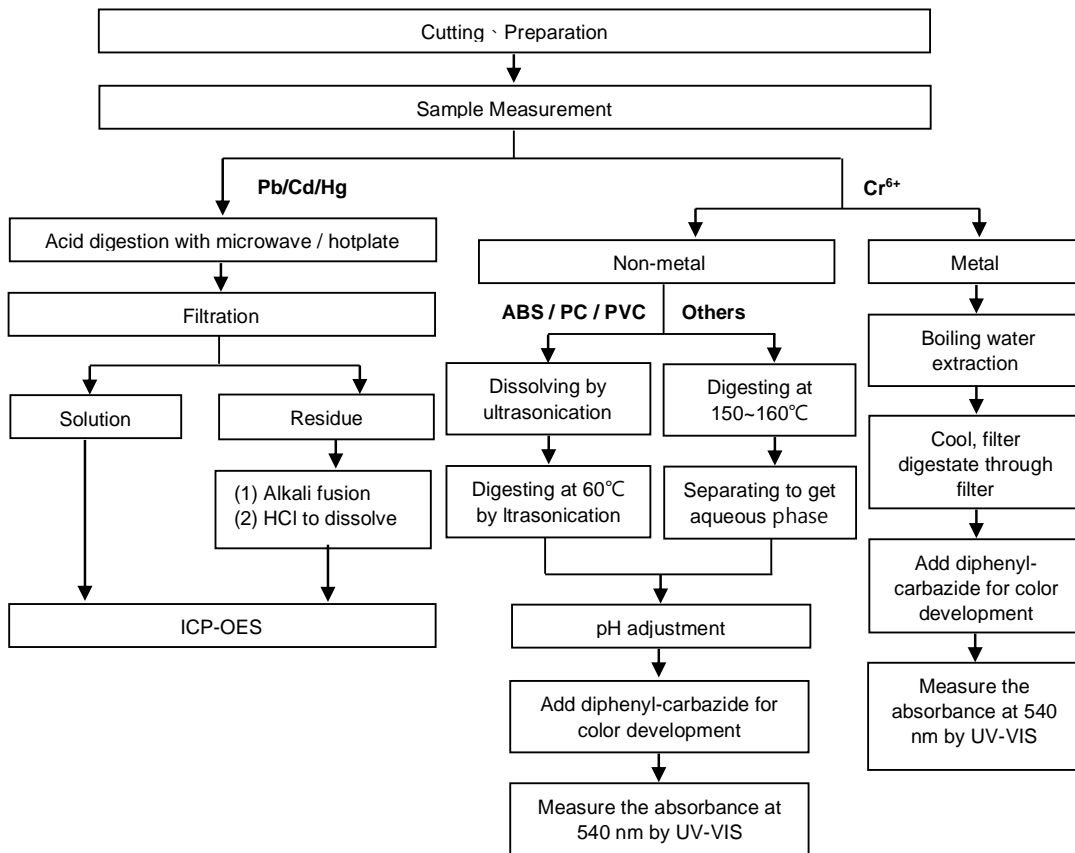 Cutting、Preparation
Sample Measurement
Pb/Cd/Hg
Cr6+
Acid digestion with microwave / hotplate
Non-metal
Metal
Filtration
ABS / PC / PVC
Others
Boiling water
extraction
Dissolving by
ultrasonication
Digesting at
150~160℃
Solution
Residue
Cool, filter
digestate through
filter
(1) Alkali fusion
(2) HCl to dissolve
Digesting at 60℃
by Itrasonication
Separating to get
aqueous phase
Add diphenyl-
carbazide for color
development
ICP-OES
pH adjustment
Measure the
absorbance at 540
nm by UV-VIS
Add diphenyl-carbazide for
color development
Measure the absorbance at
540 nm by UV-VIS